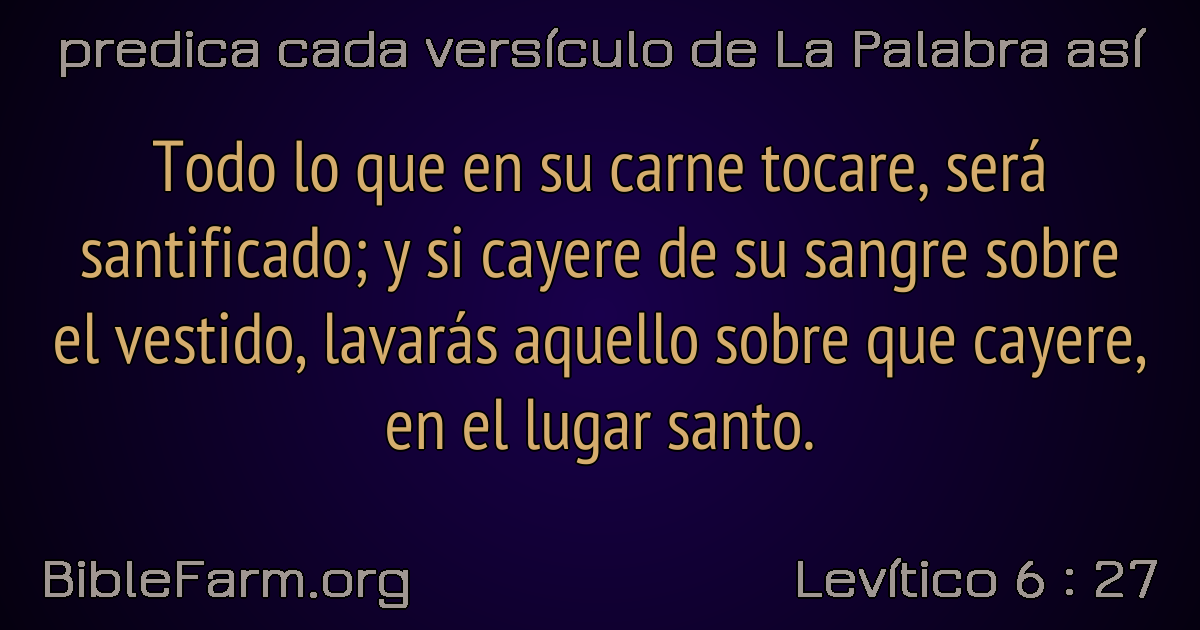 predica cada versículo de La Palabra así
Todo lo que en su carne tocare, será
santificado; y si cayere de su sangre sobre
el vestido, lavarás aquello sobre que cayere,
en el lugar santo.
BibleFarm.org
Levítico 6 : 27